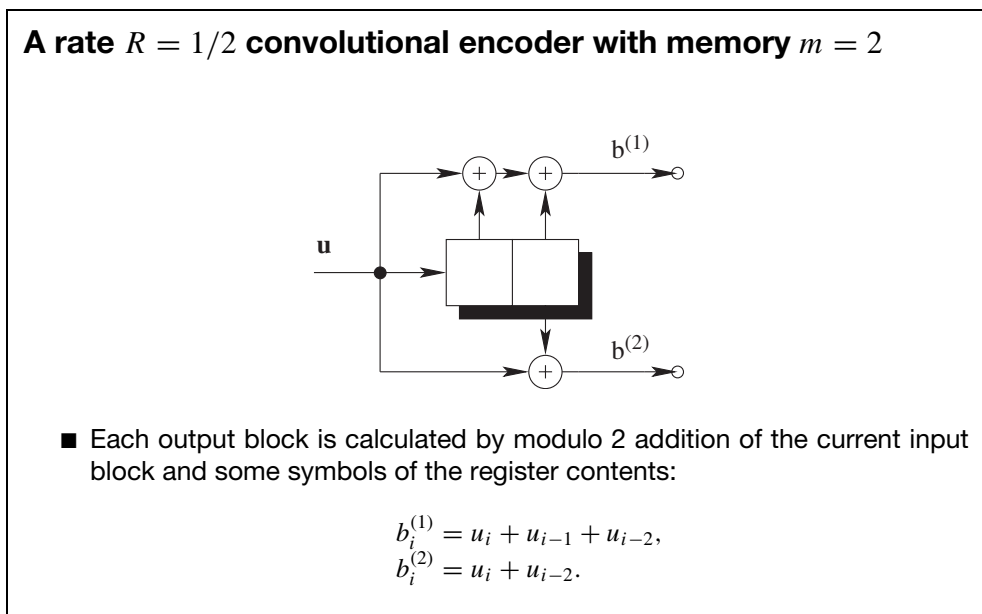 A rate R = 1/2 convolutional encoder with memory m = 2
b^{(1)}
+ +
u
b^{(2)}
+
■ Each output block is calculated by modulo 2 addition of the current input
block and some symbols of the register contents:
b_i^{(1)} = u_i + u_{i−1} + u_{i−2},
b_i^{(2)} = u_i + u_{i−2}.